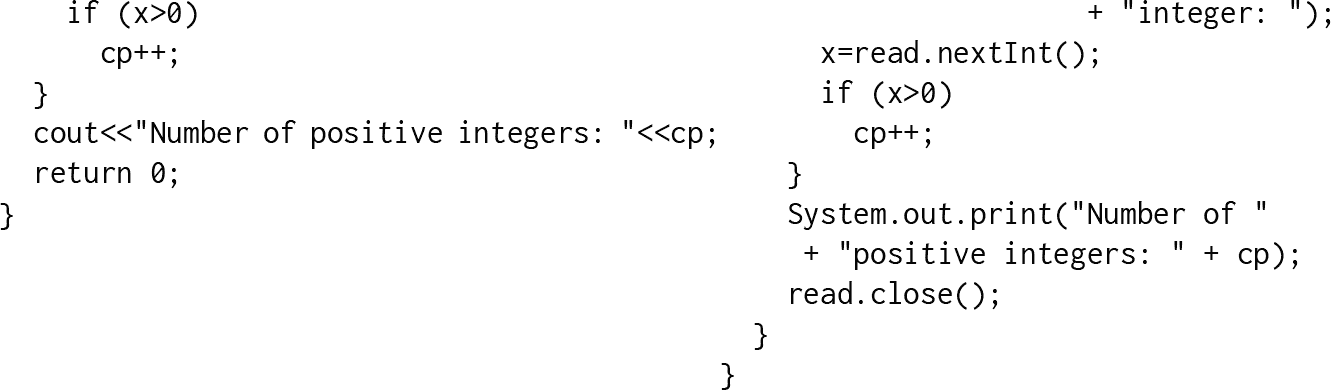 if (x>0)
      cp++;
  }
  cout<<"Number of positive integers: "<<cp;
  return 0;
}
                      + "integer: ");
      x=read.nextInt();
      if (x>0)
        cp++;
    }
    System.out.print("Number of "
     + "positive integers: " + cp);
    read.close();
  }
}